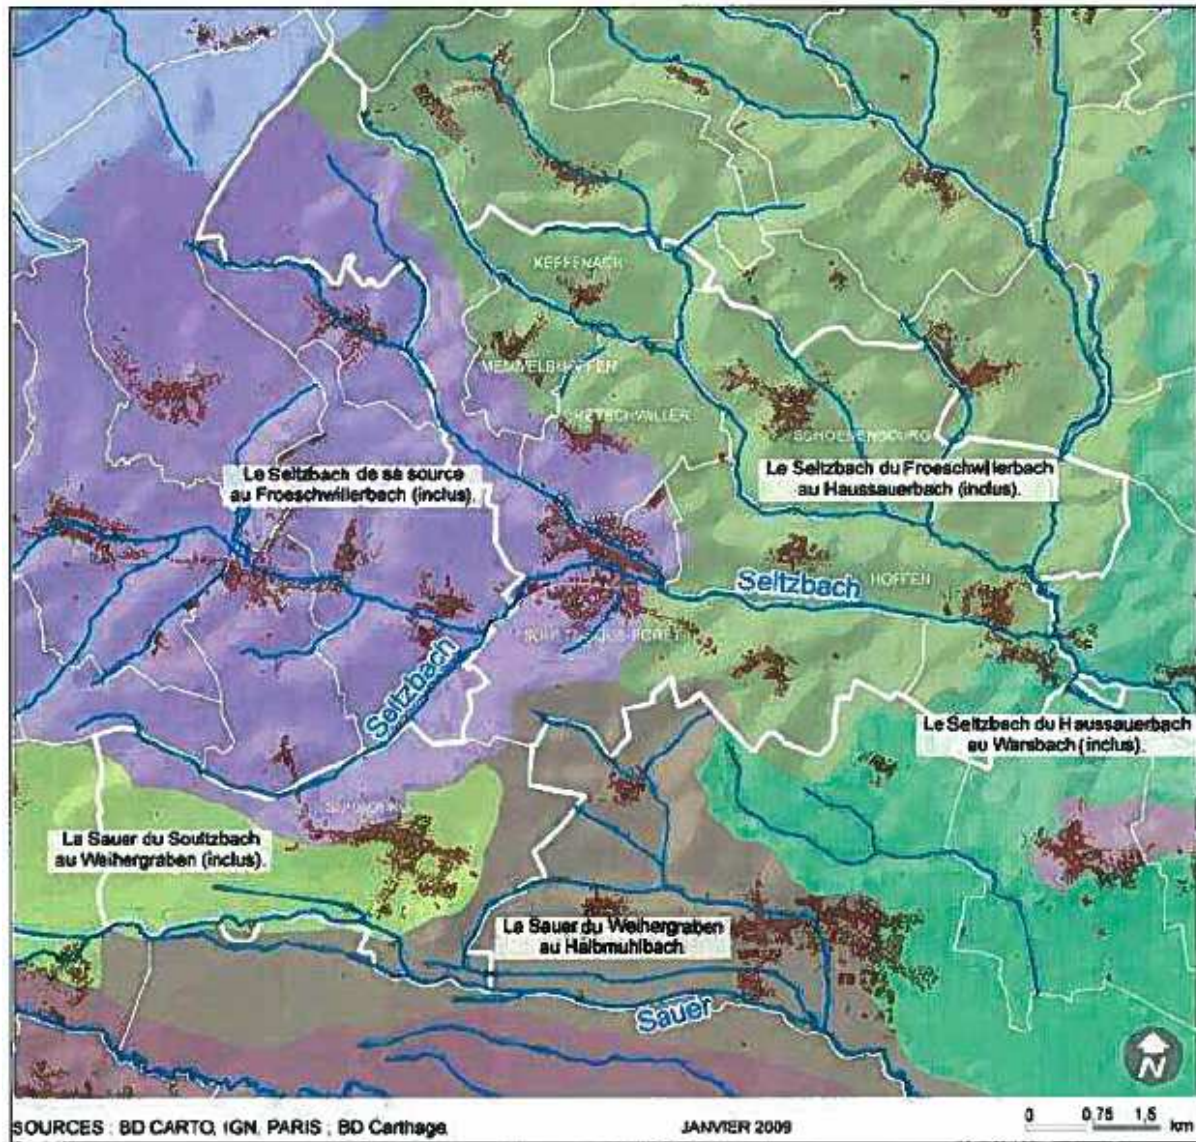 KEFFENACH
SCHOENENBOURG
Le Seltzbach de sa source
au Froeschwillerbach (inclus).
Le Seltzbach du Froeschwillerbach
au Haussauerbach (inclus).
Seltzbach
HOFFEN
Seltzbach
Le Seltzbach du Haussauerbach
au Warsbach (inclus).
La Sauer du Soultzbach
au Weihergraben (inclus).
La Sauer du Weihergraben
au Halbmuhlbach
Sauer
N
SOURCES : BD CARTO, IGN, PARIS ; BD Carthage
JANVIER 2009
0 0,75 1,5
km